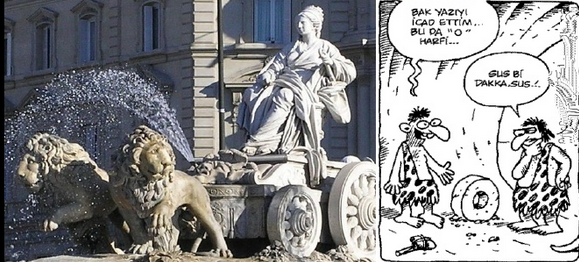 BAK YAZIYI
İCAD ETTİM...
BU DA "O"
HARFİ...
SUS Bİ
DAKKA.SUS.!.